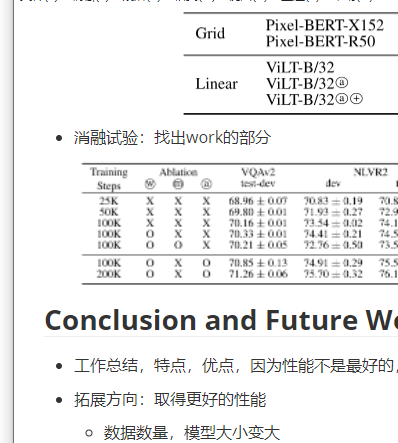 Grid Pixel-BERT-X152
Pixel-BERT-R50
Linear ViLT-B/32
ViLT-B/32ⓐ
ViLT-B/32ⓐ⊕
消融试验：找出work的部分
Training Ablation VQAv2 NLVR2
Steps ⓦ ⓜ ⓐ test-dev dev
25K X X X 68.96 ± 0.07 70.83 ± 0.19 70.8
50K X X X 69.80 ± 0.01 71.93 ± 0.27 72.9
100K X X X 70.16 ± 0.01 73.54 ± 0.02 74.1
100K O X X 70.33 ± 0.01 74.41 ± 0.21 74.5
100K O O X 70.21 ± 0.05 72.76 ± 0.50 73.5
100K O X O 70.85 ± 0.13 74.91 ± 0.29 75.5
200K O X O 71.26 ± 0.06 75.70 ± 0.32 76.1
Conclusion and Future W
工作总结，特点，优点，因为性能不是最好的，
拓展方向：取得更好的性能
数据数量，模型大小变大